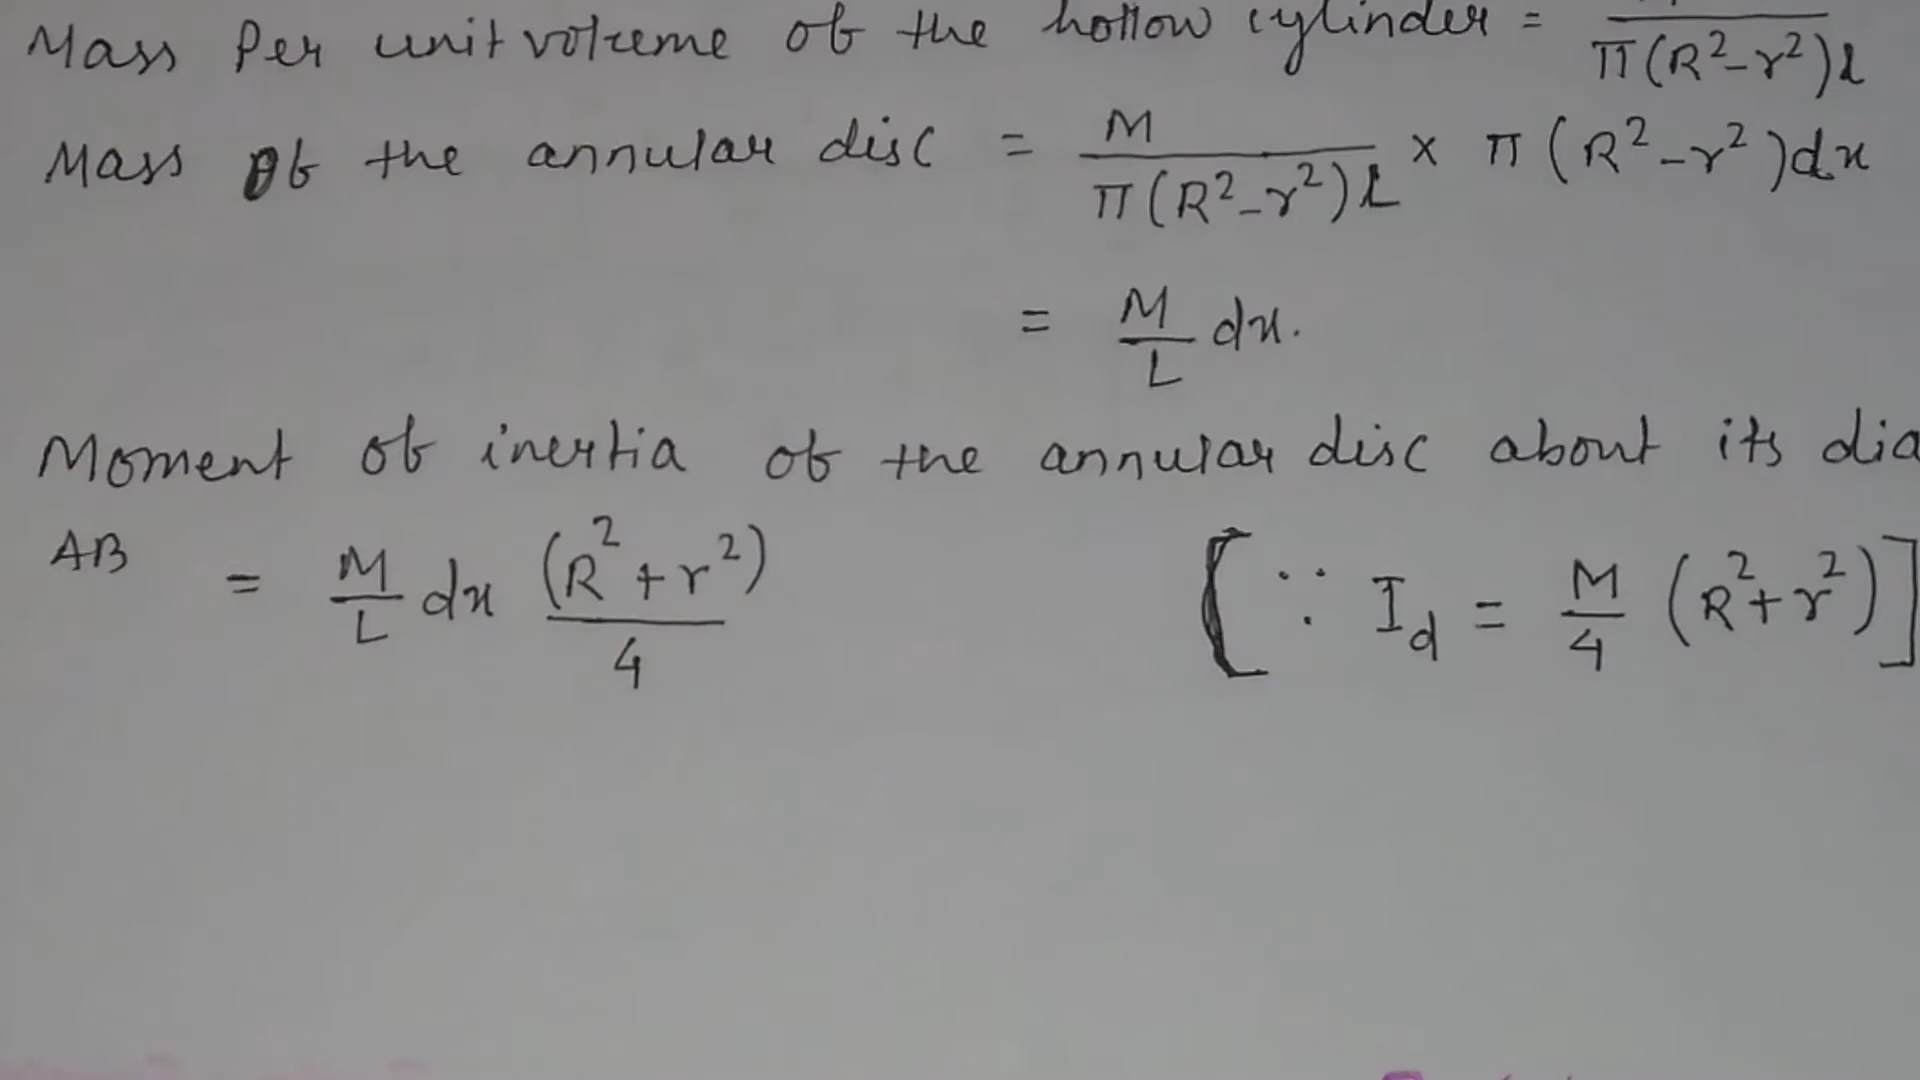 Mass Per unit volume of the hollow cylinder = / π(R²-r²)l
Mass of the annular disc = M / π(R²-r²)L × π(R²-r²)dx
= M/L dx.
Moment of inertia of the annular disc about its dia
AB = M/L dx (R²+r²)/4 [∵ I_d = M/4 (R²+r²)]